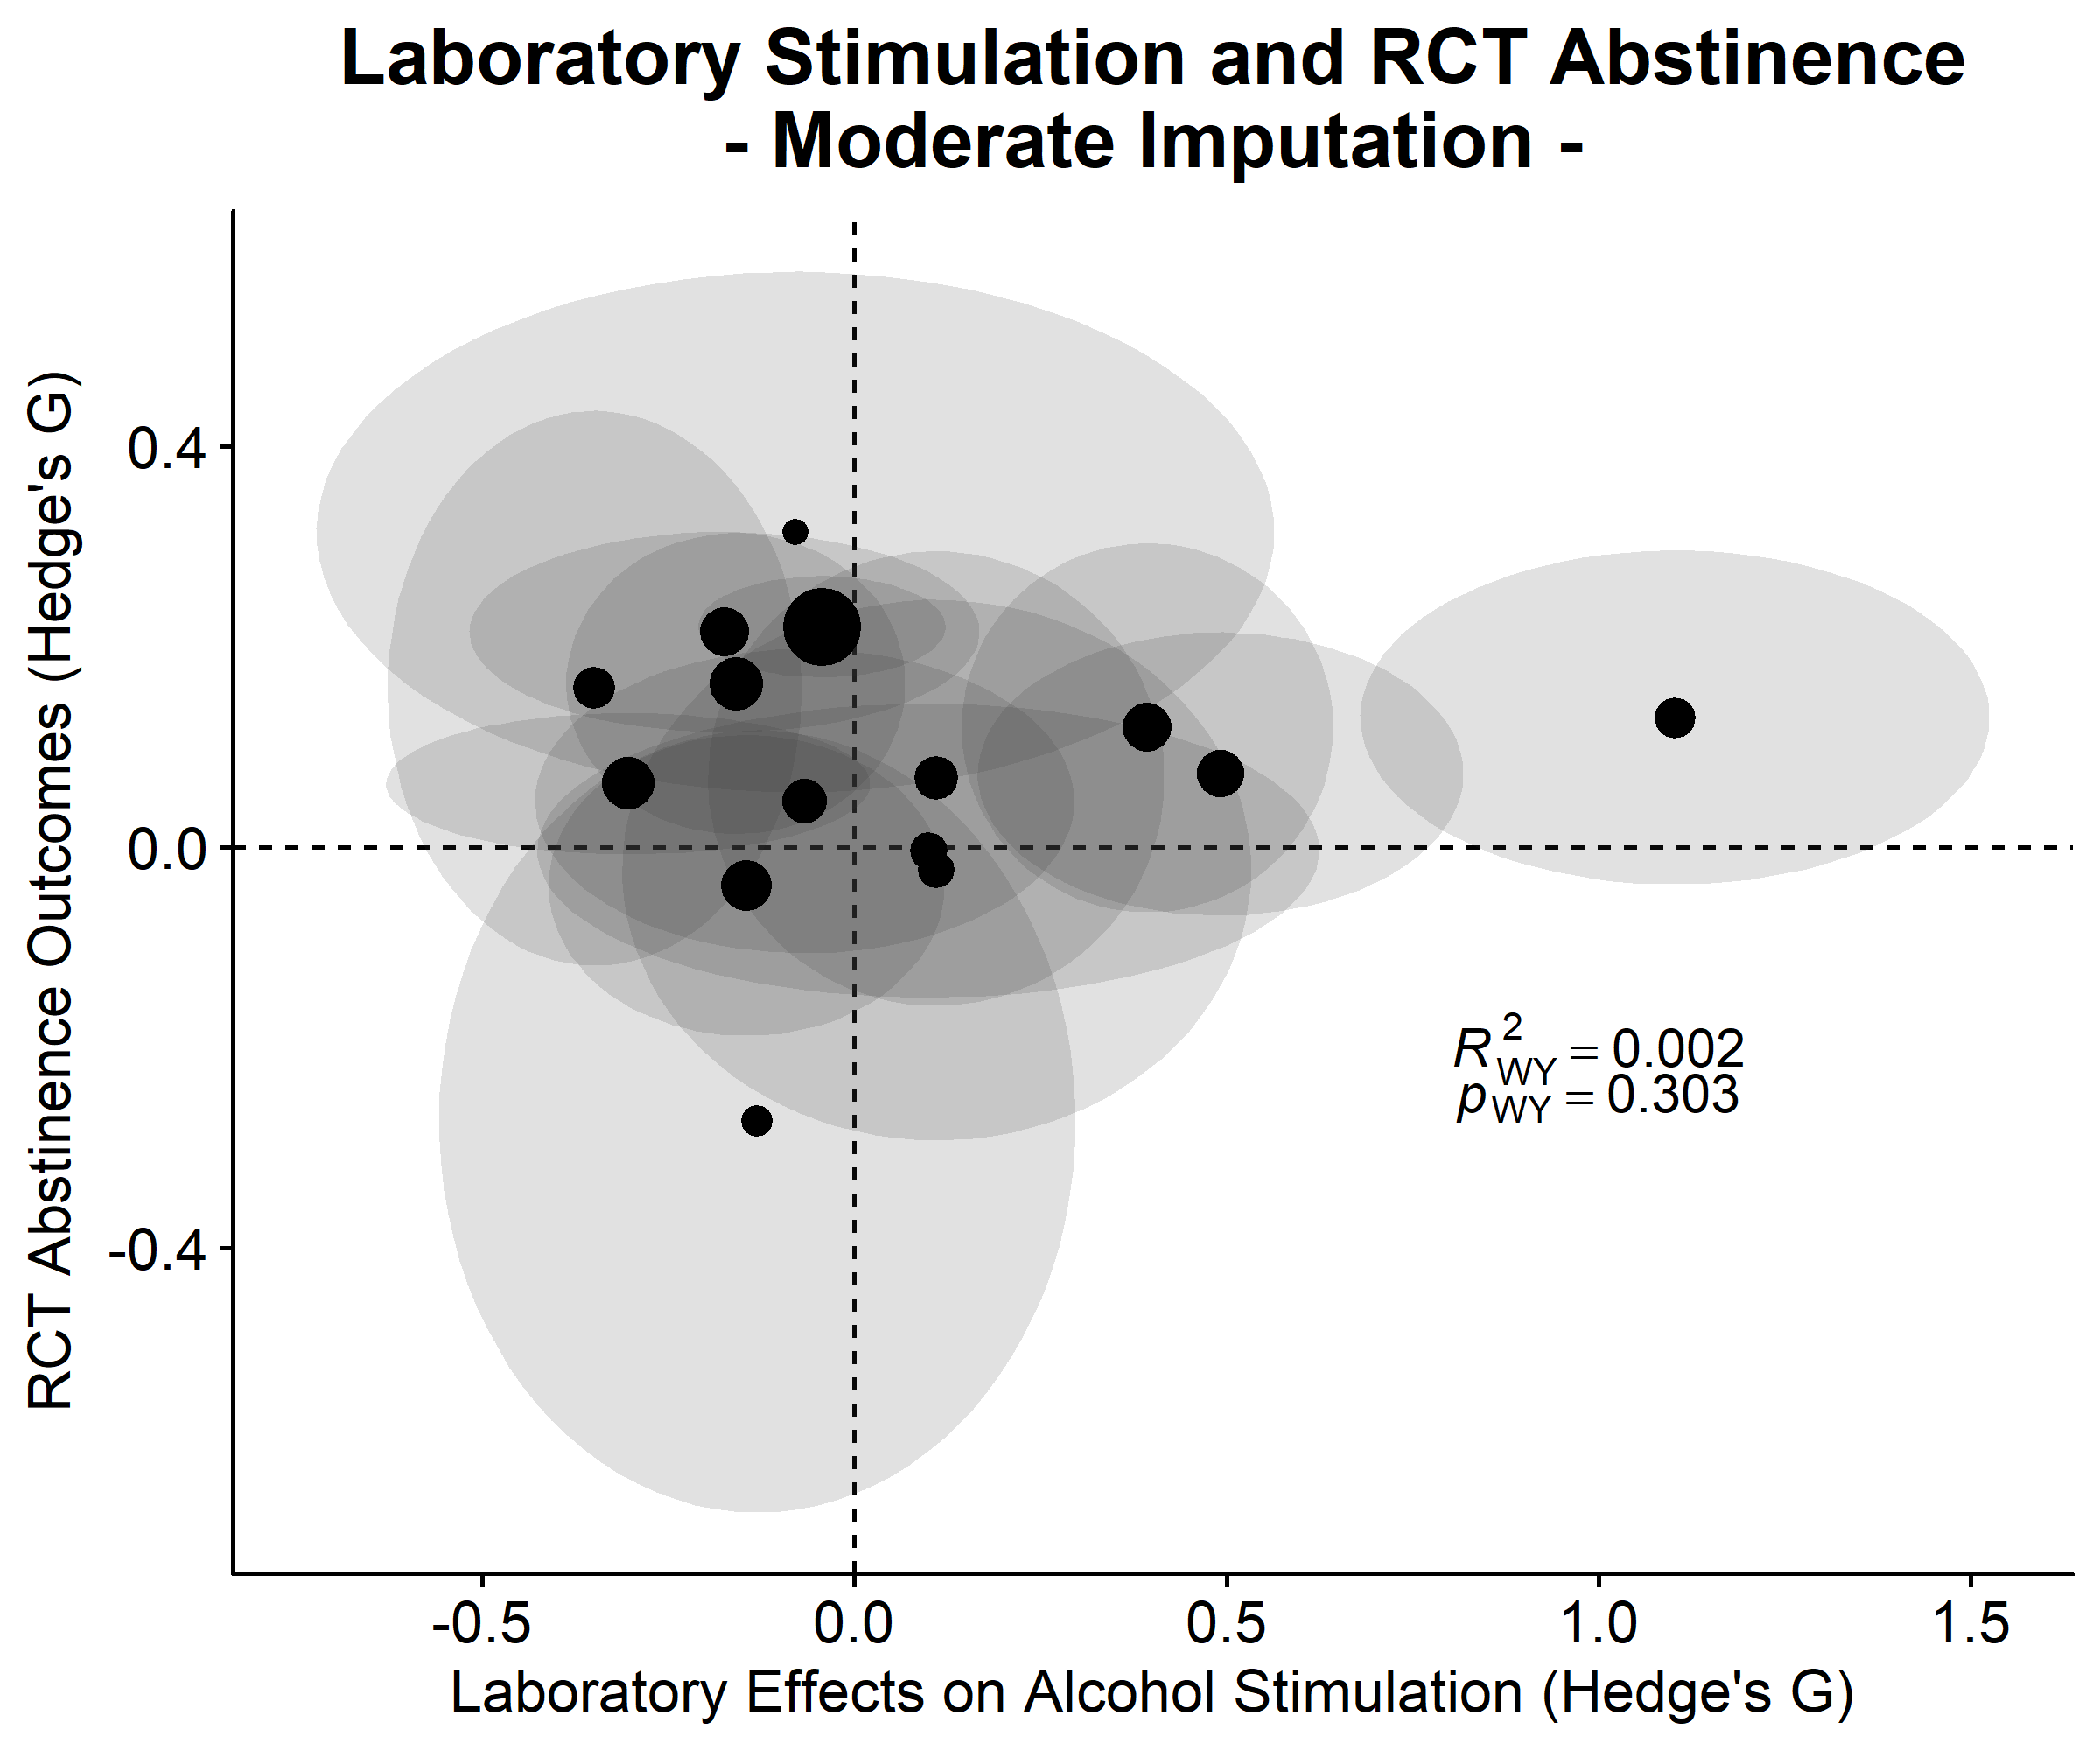 Laboratory Stimulation and RCT Abstinence
- Moderate Imputation -
RCT Abstinence Outcomes (Hedge's G)
0.4
0.0
-0.4
R²WY = 0.002
pWY = 0.303
-0.5 0.0 0.5 1.0 1.5
Laboratory Effects on Alcohol Stimulation (Hedge's G)